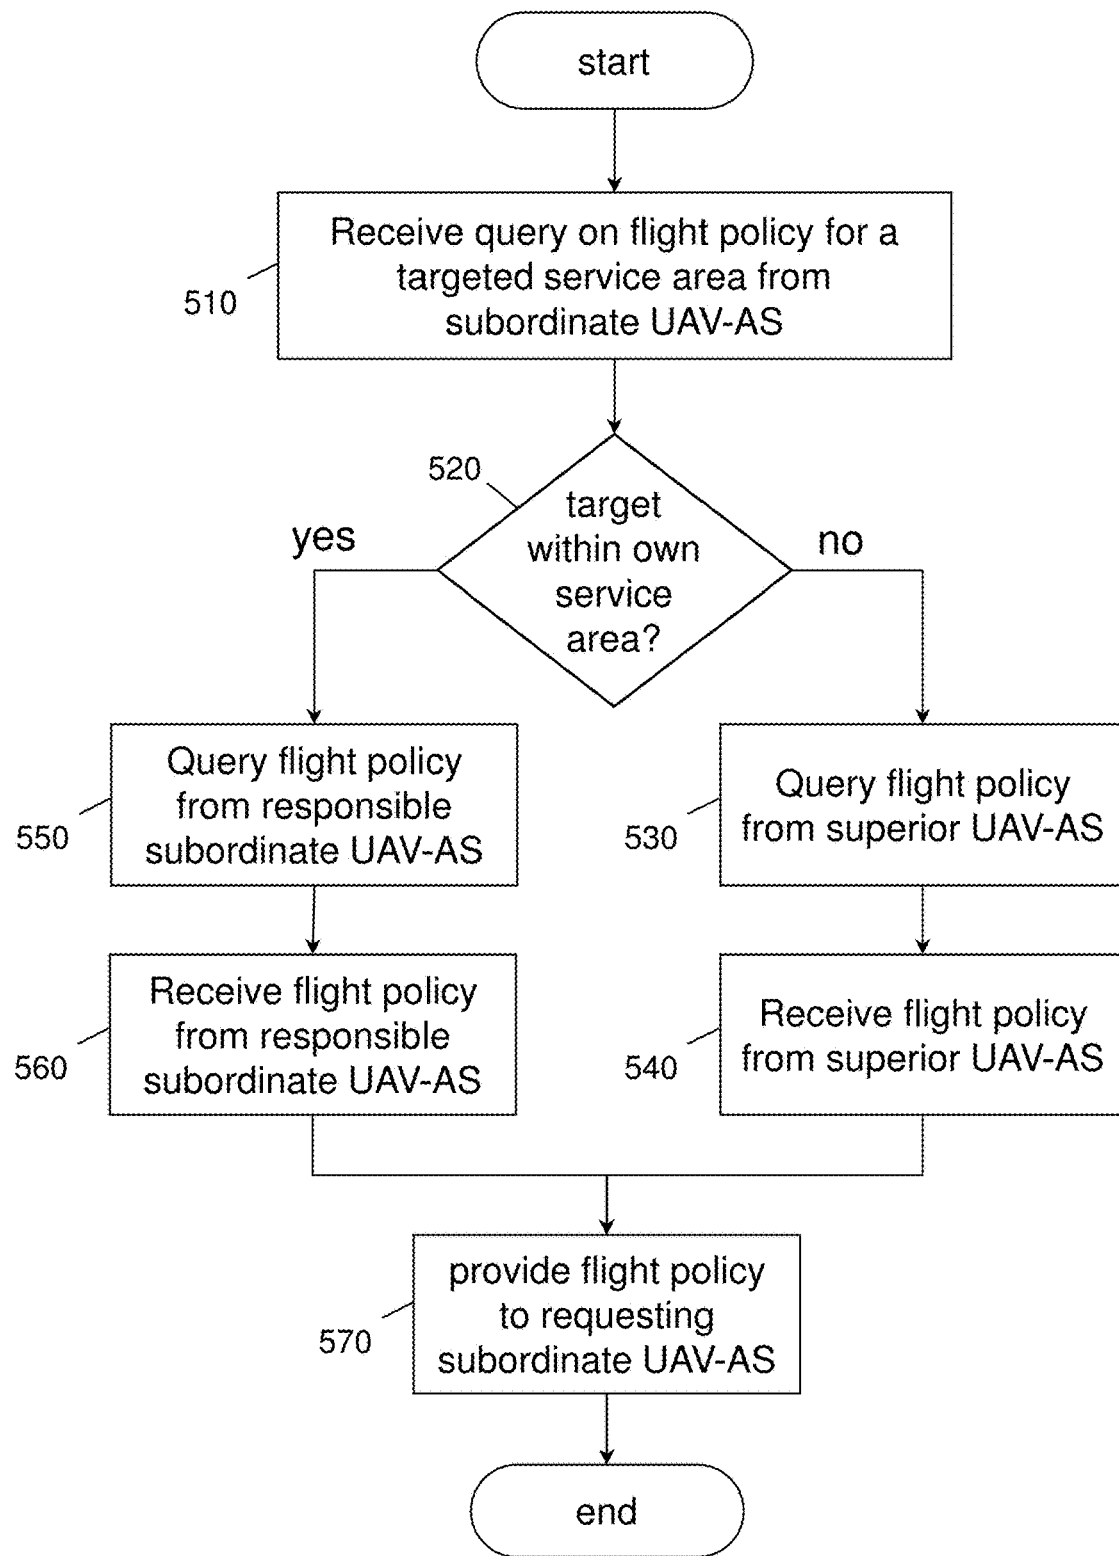 start
Receive query on flight policy for a
targeted service area from
subordinate UAV-AS
510
520
target
within own
service
area?
yes
no
Query flight policy
from responsible
subordinate UAV-AS
550
Query flight policy
from superior UAV-AS
530
Receive flight policy
from responsible
subordinate UAV-AS
560
Receive flight policy
from superior UAV-AS
540
provide flight policy
to requesting
subordinate UAV-AS
570
end